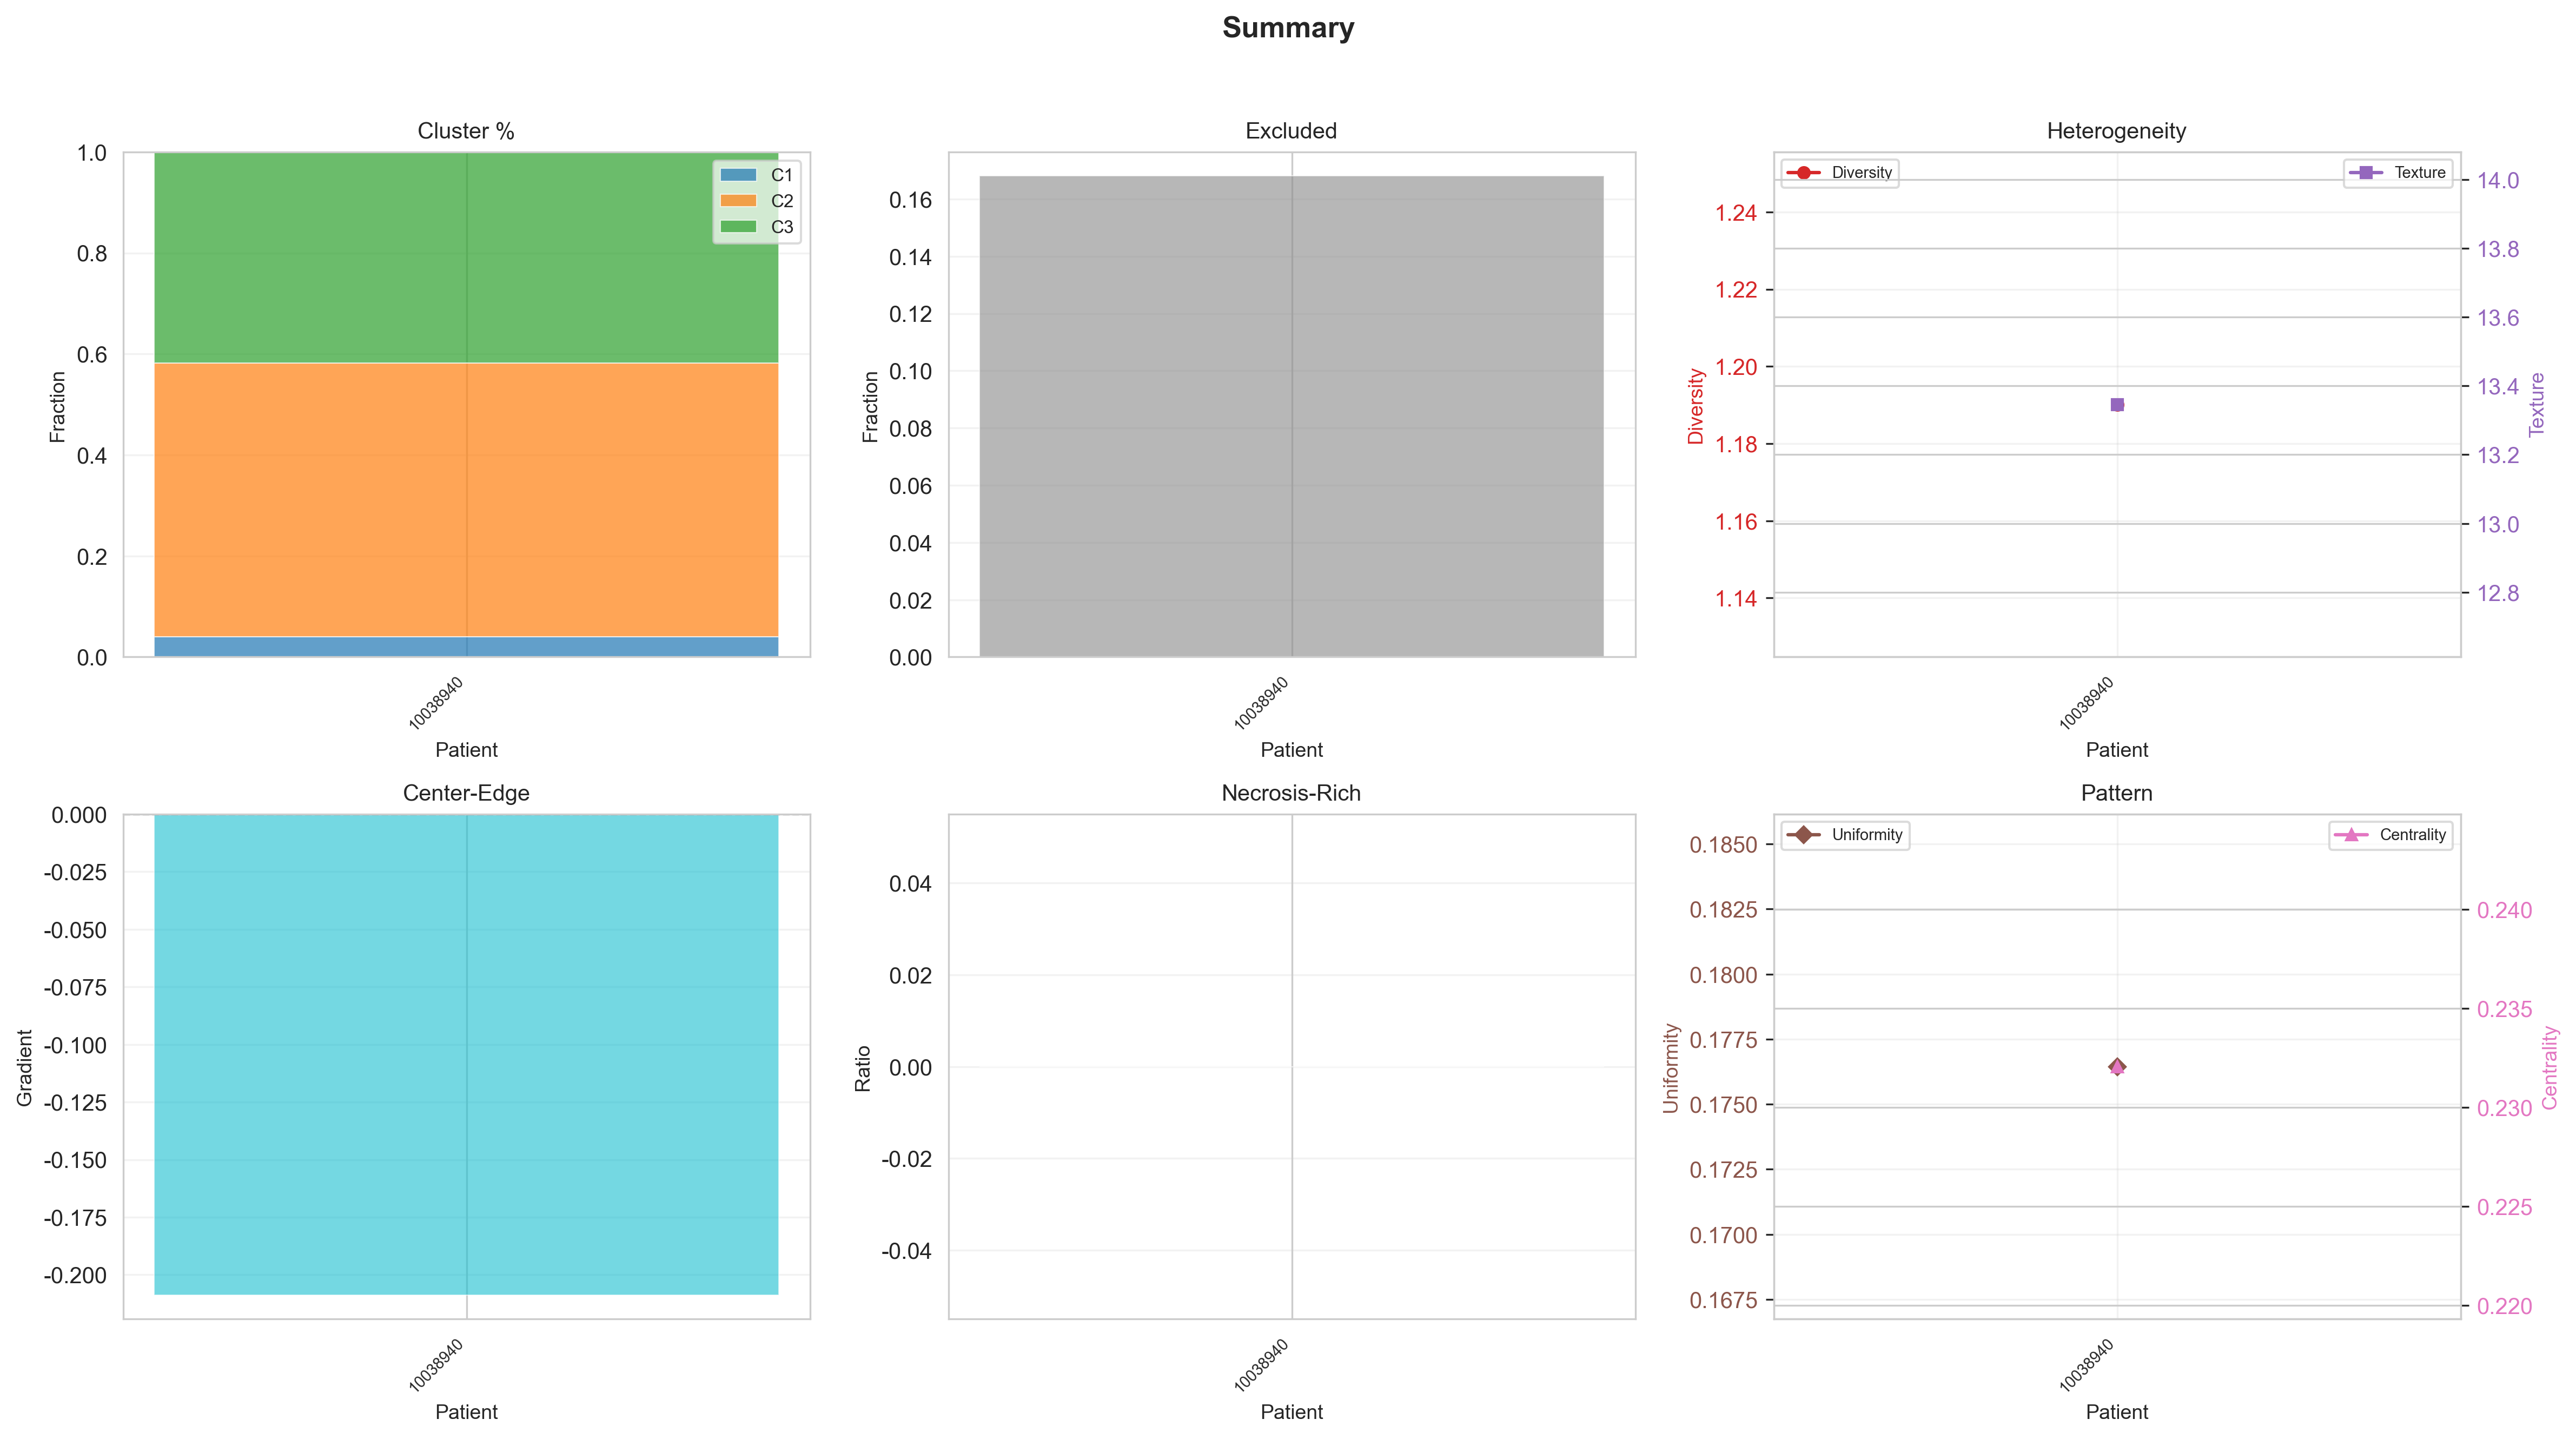 Summary
Cluster %
1.0
0.8
0.6
0.4
0.2
0.0
Fraction
C1
C2
C3
10038940
Patient
Excluded
0.16
0.14
0.12
0.10
0.08
0.06
0.04
0.02
0.00
Fraction
10038940
Patient
Heterogeneity
Diversity
Texture
1.24
1.22
1.20
1.18
1.16
1.14
Diversity
14.0
13.8
13.6
13.4
13.2
13.0
12.8
Texture
10038940
Patient
Center-Edge
0.000
-0.025
-0.050
-0.075
-0.100
-0.125
-0.150
-0.175
-0.200
Gradient
10038940
Patient
Necrosis-Rich
0.04
0.02
0.00
-0.02
-0.04
Ratio
10038940
Patient
Pattern
Uniformity
Centrality
0.1850
0.1825
0.1800
0.1775
0.1750
0.1725
0.1700
0.1675
Uniformity
0.240
0.235
0.230
0.225
0.220
Centrality
10038940
Patient